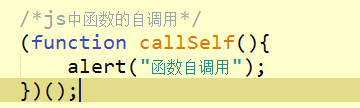 /*js中函数的自调用*/
(function callSelf(){
    alert("函数自调用");
})();